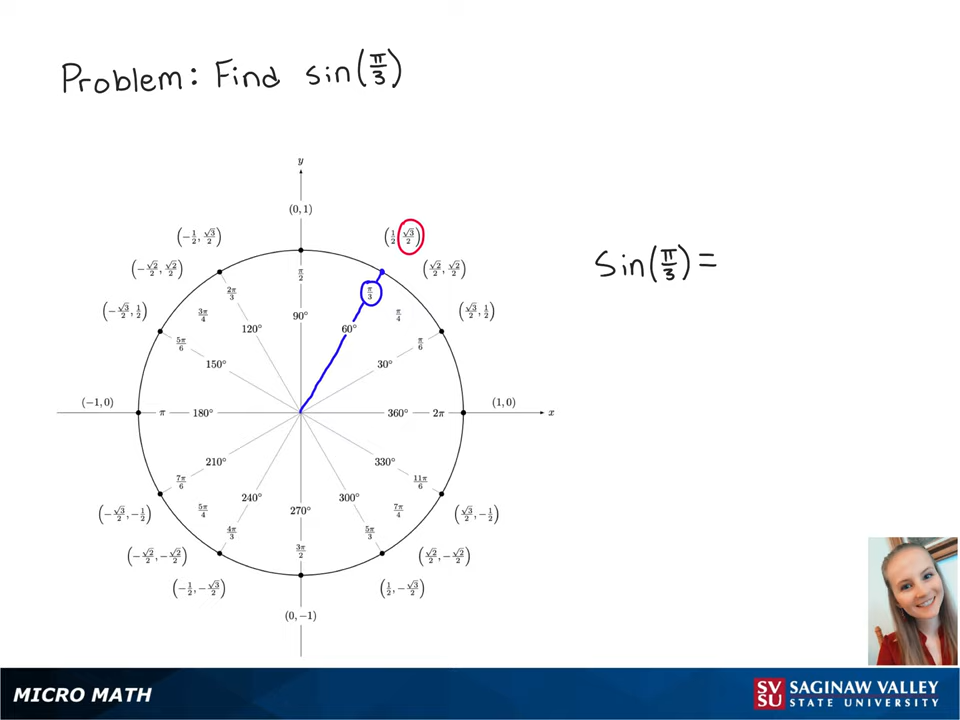 Problem: Find sin(π/3)
y
(0, 1)
(−1/2, √3/2) (1/2, √3/2)
(−√2/2, √2/2) (√2/2, √2/2)
sin(π/3) =
π/2
2π/3 π/3
(−√3/2, 1/2) 3π/4 90° π/4 (√3/2, 1/2)
120° 60°
5π/6 π/6
150° 30°
(−1, 0) (1, 0)
π 180° 360° 2π x
210° 330°
7π/6 11π/6
240° 300°
(−√3/2, −1/2) 5π/4 270° 7π/4 (√3/2, −1/2)
4π/3 5π/3
3π/2
(−√2/2, −√2/2) (√2/2, −√2/2)
(−1/2, −√3/2) (1/2, −√3/2)
(0, −1)
MICRO MATH
SV
SU
SAGINAW VALLEY
STATE UNIVERSITY